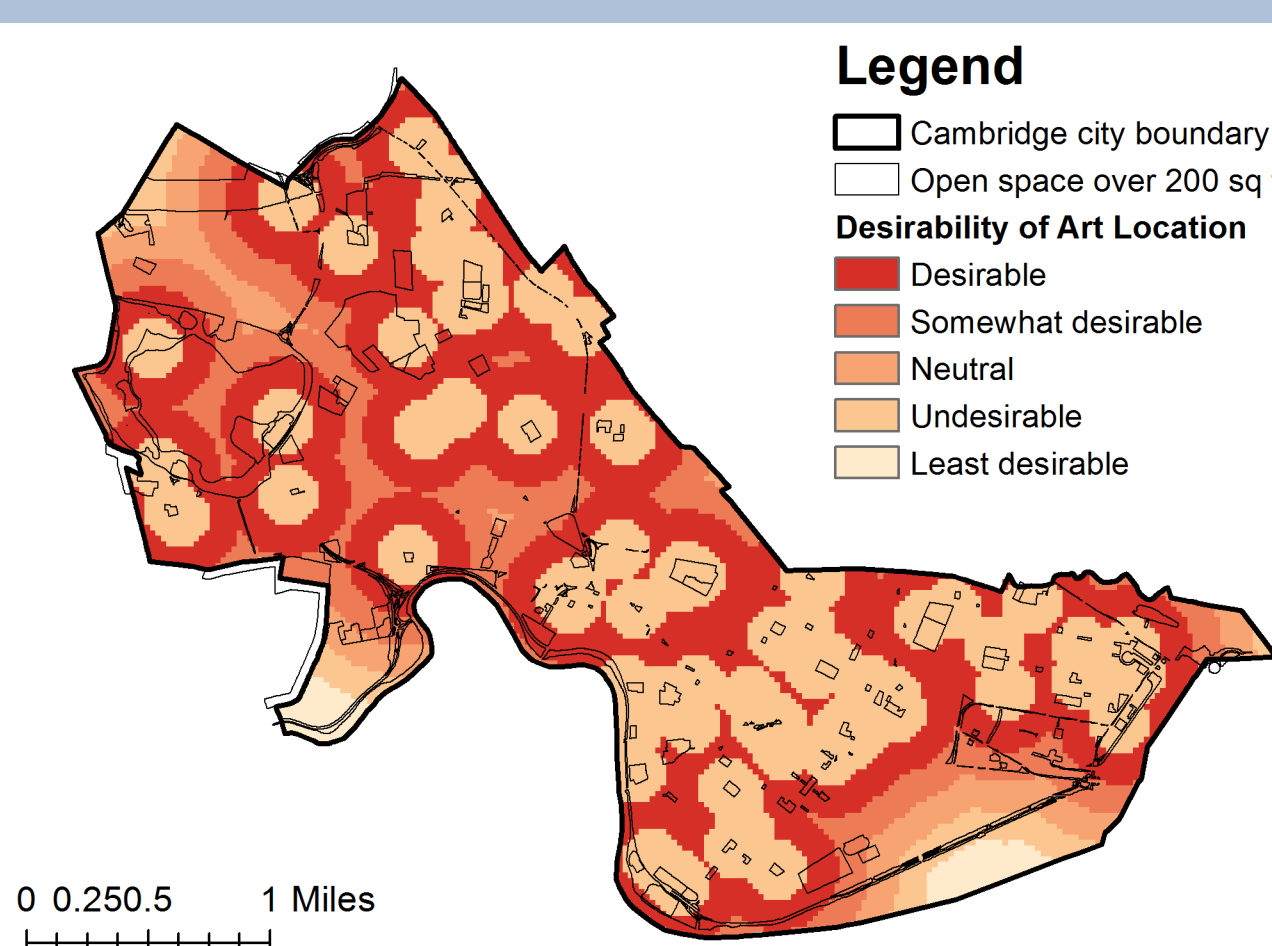 Legend
Cambridge city boundary
Open space over 200 sq
Desirability of Art Location
Desirable
Somewhat desirable
Neutral
Undesirable
Least desirable
0 0.250.5 1 Miles